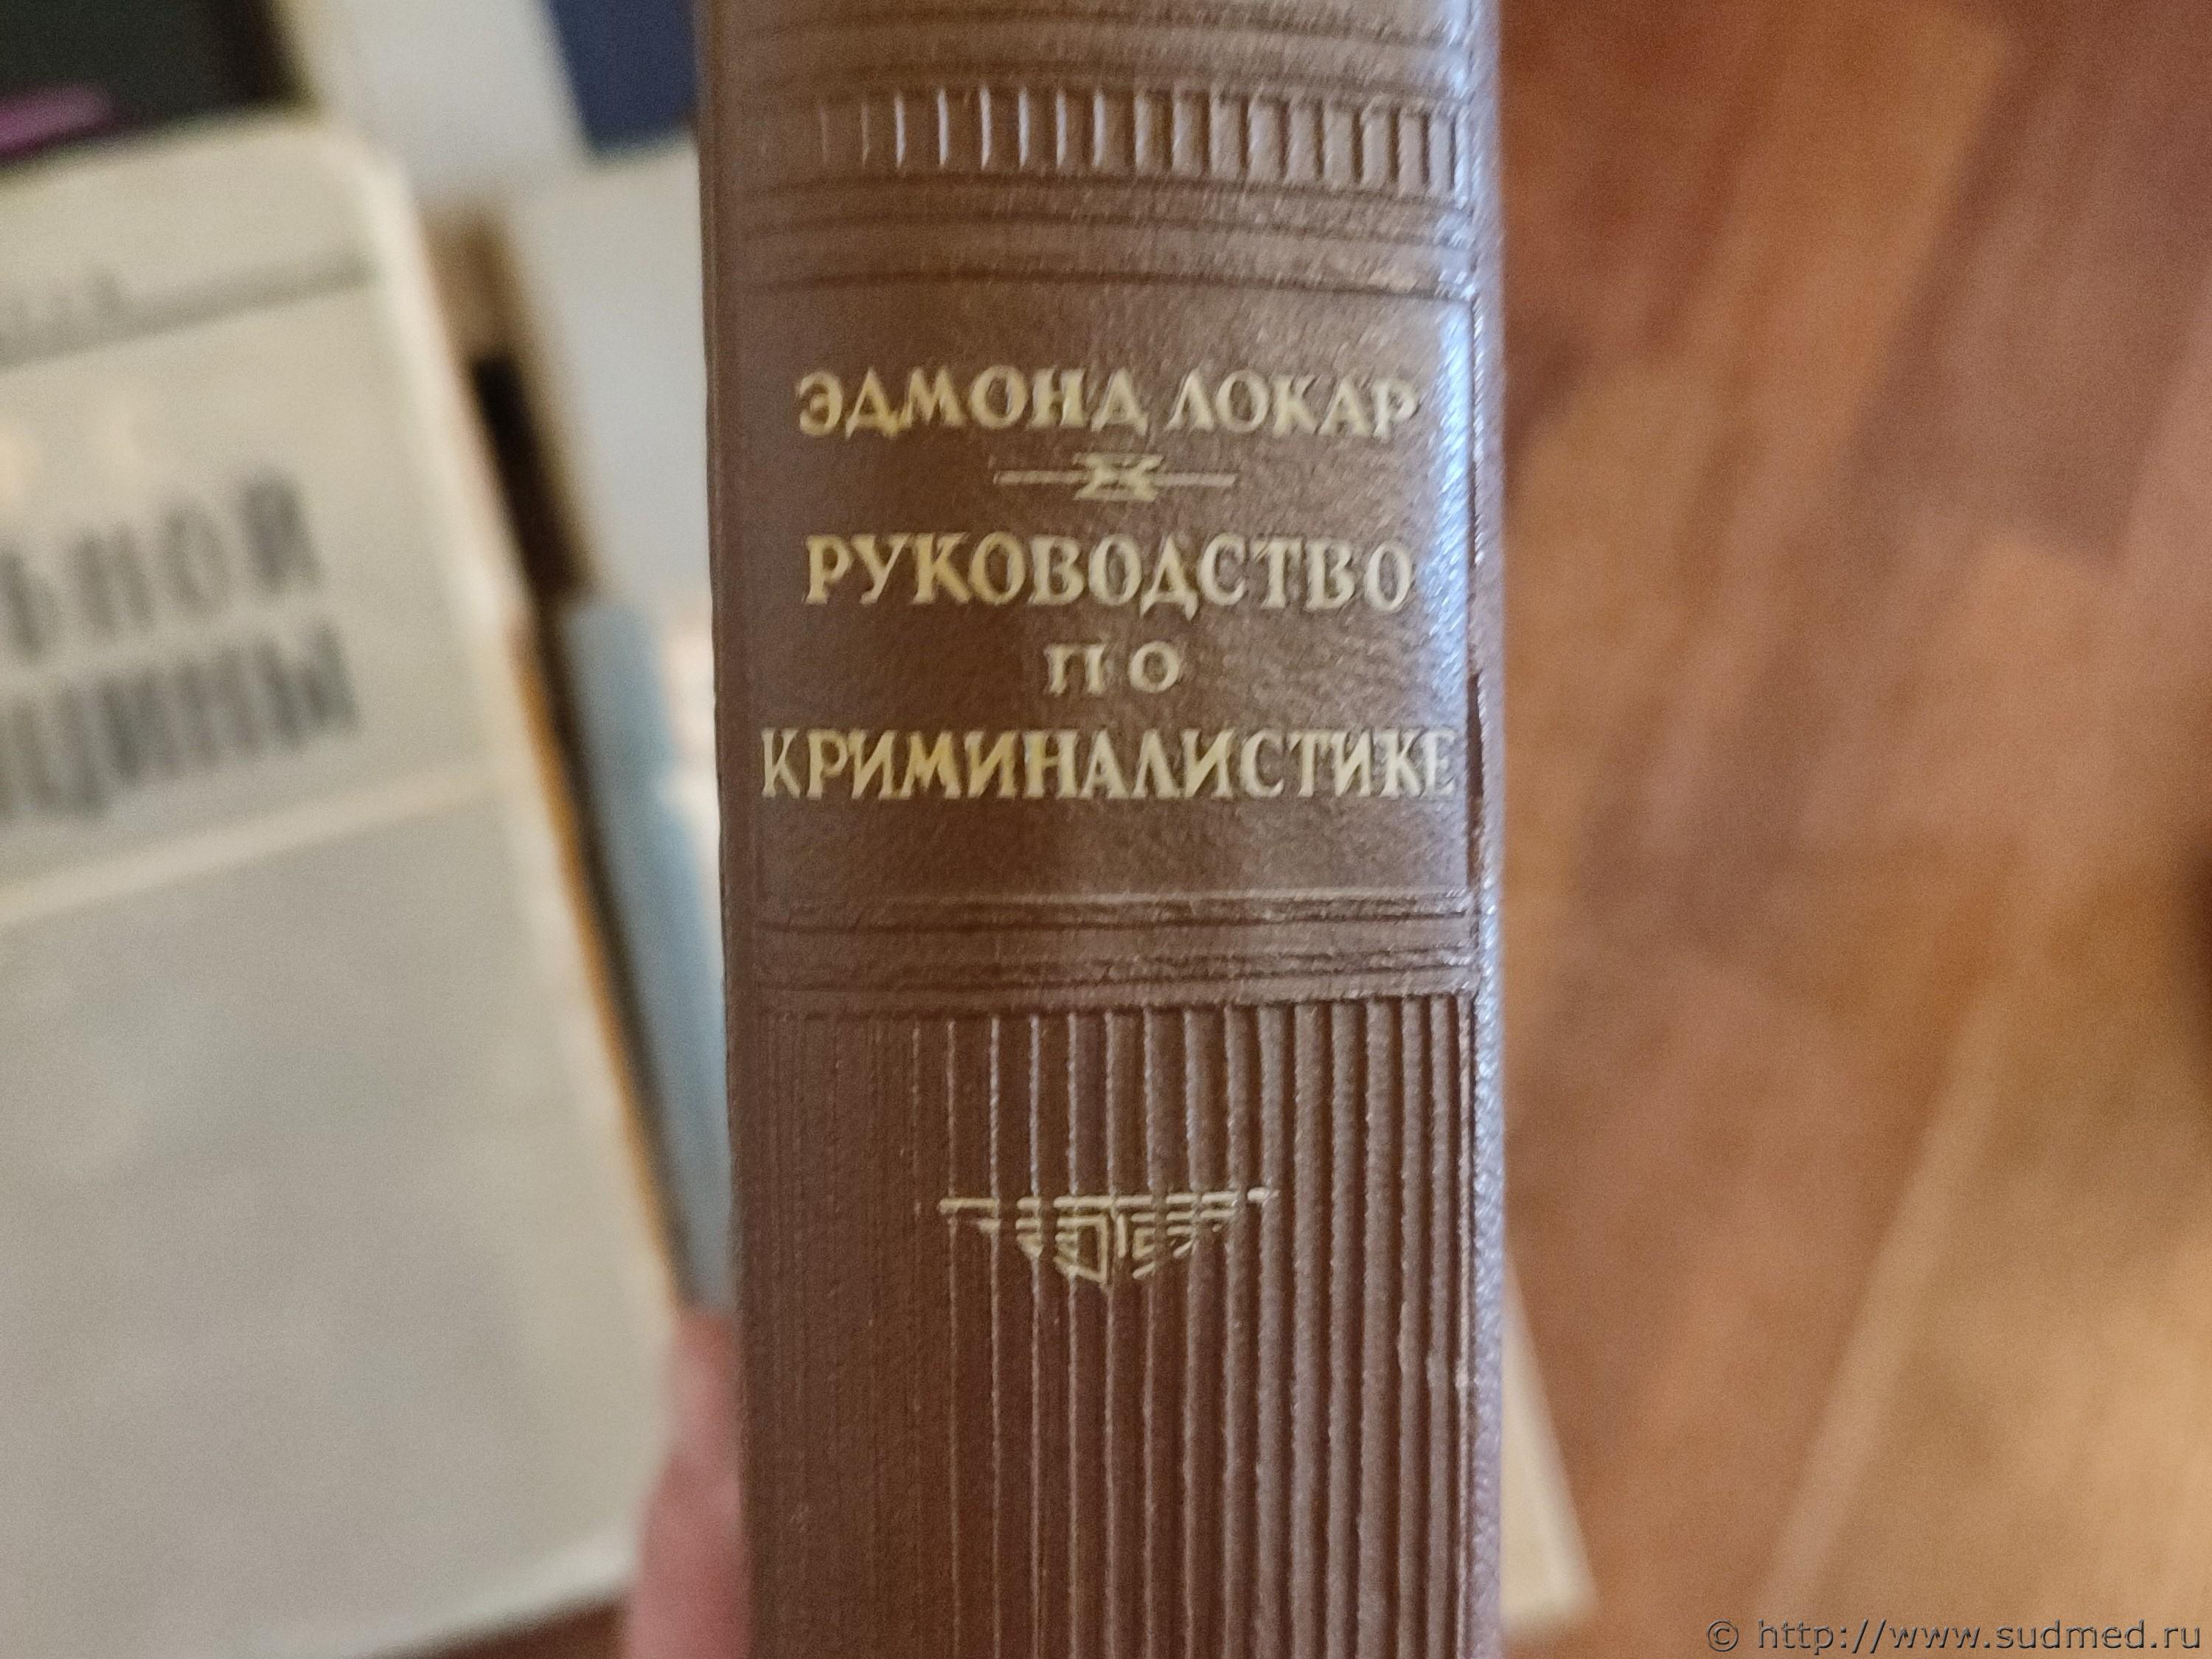 ЭДМОНД ЛОКАР
РУКОВОДСТВО
ПО
КРИМИНАЛИСТИКЕ
© http://www.sudmed.ru